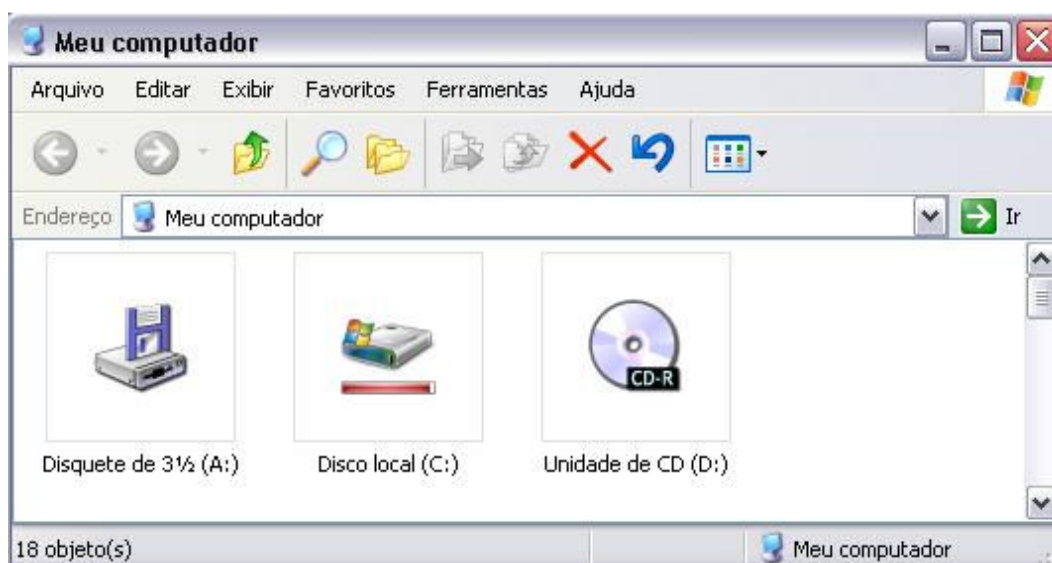 Meu computador
Arquivo Editar Exibir Favoritos Ferramentas Ajuda
Endereço Meu computador Ir
CD-R
Disquete de 3½ (A:) Disco local (C:) Unidade de CD (D:)
18 objeto(s) Meu computador